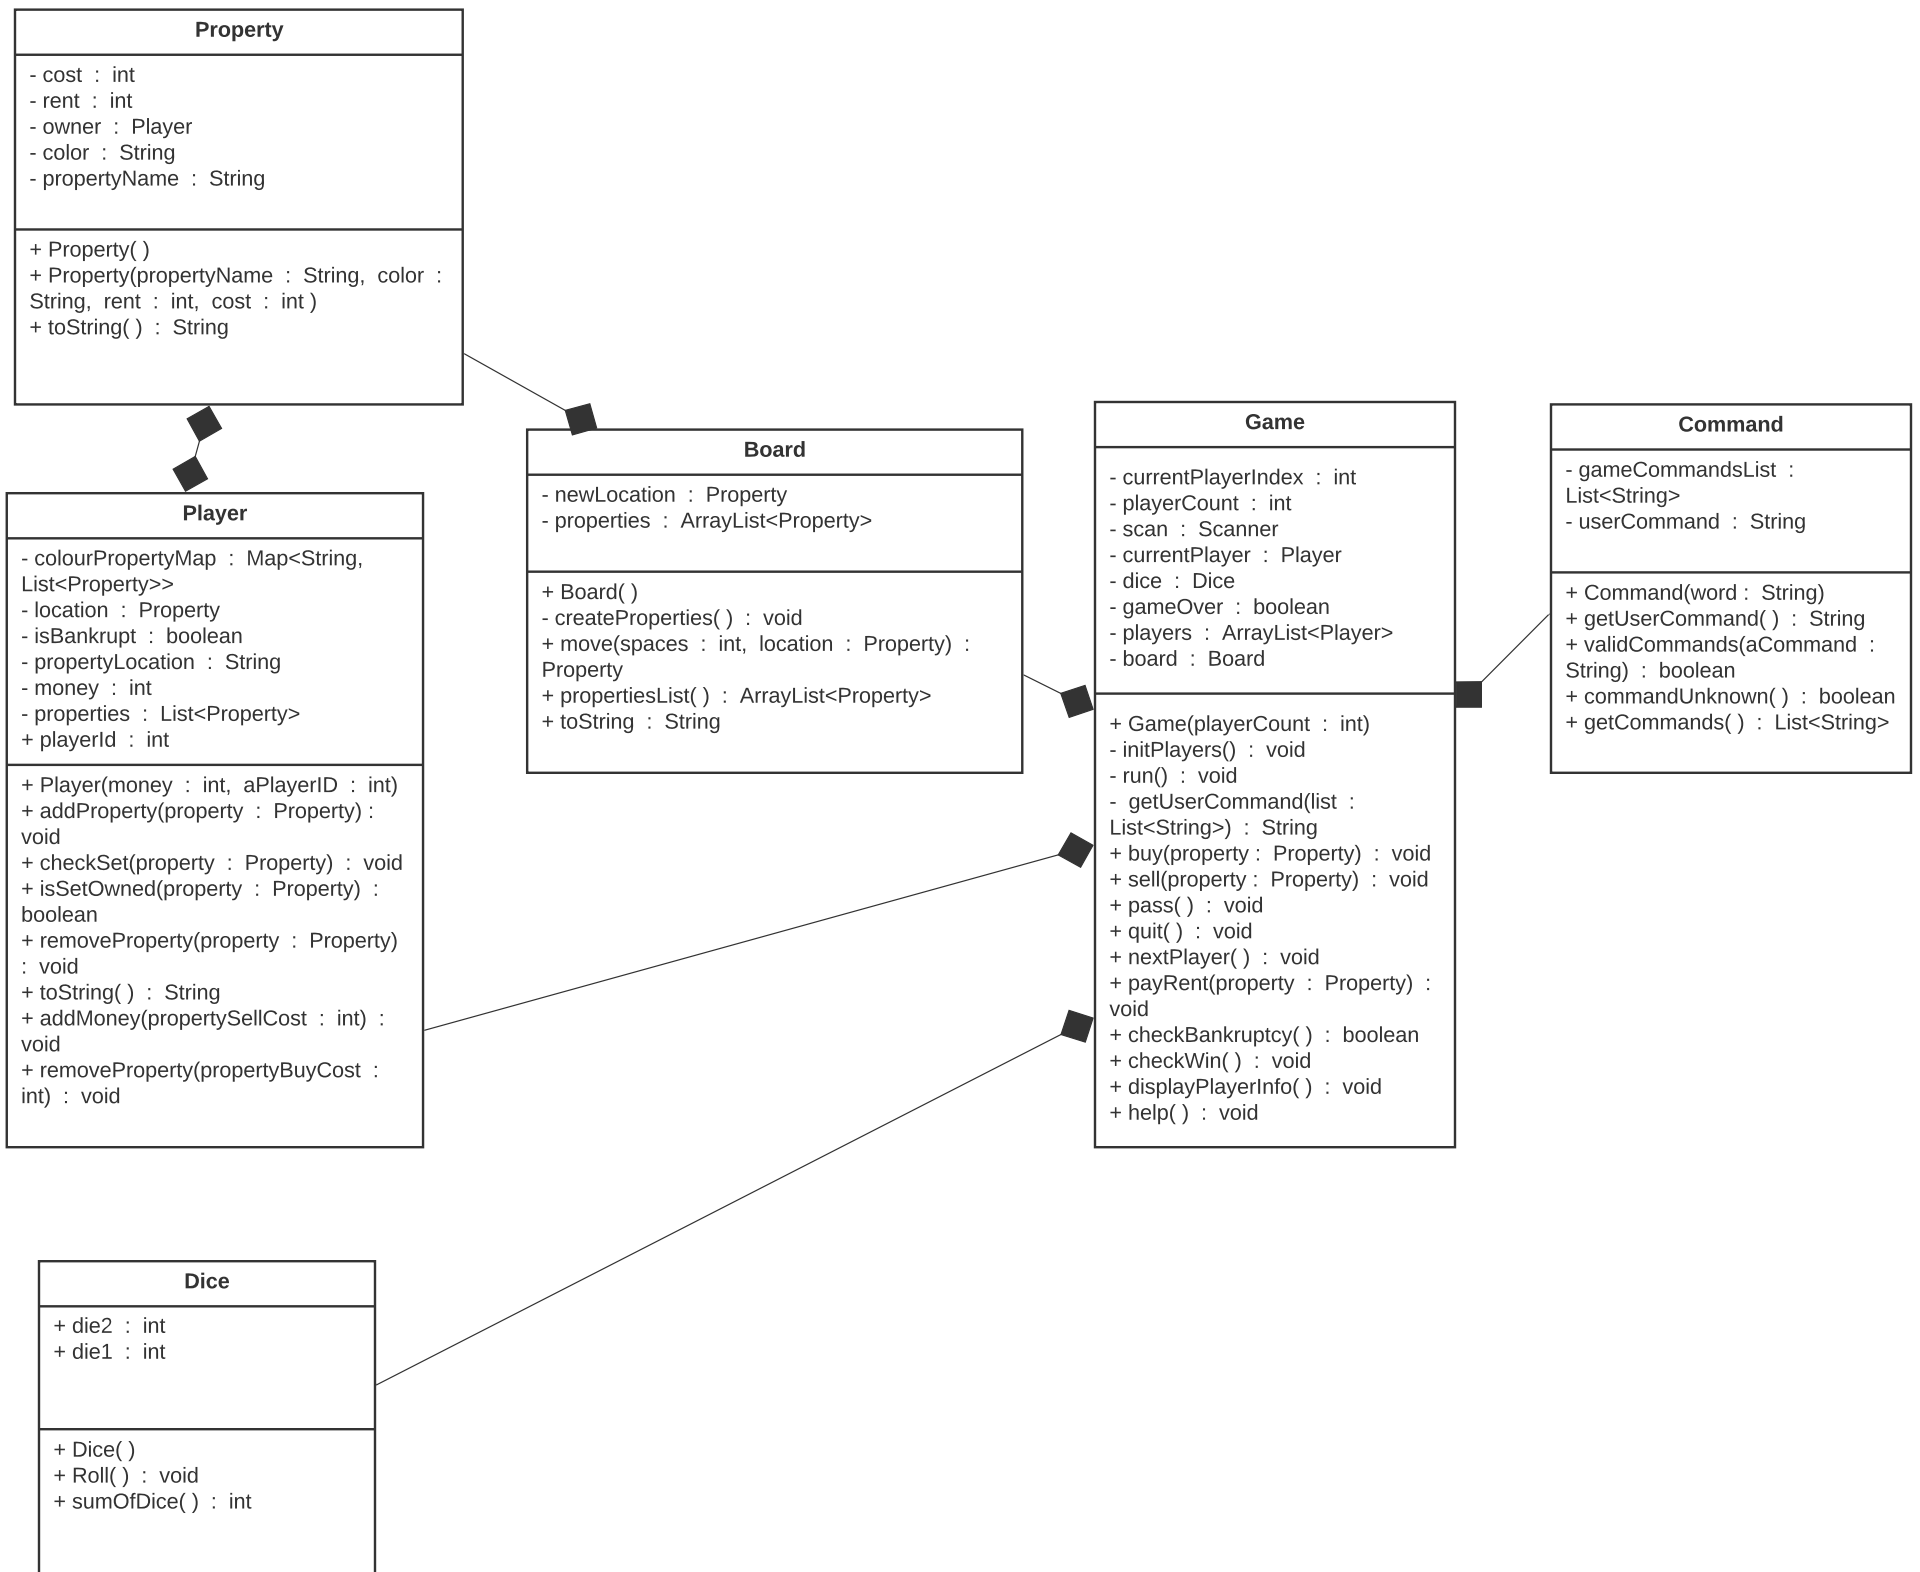 Property
- cost : int
- rent : int
- owner : Player
- color : String
- propertyName : String
+ Property( )
+ Property(propertyName : String, color :
String, rent : int, cost : int )
+ toString( ) : String
Player
- colourPropertyMap : Map<String,
List<Property>>
- location : Property
- isBankrupt : boolean
- propertyLocation : String
- money : int
- properties : List<Property>
+ playerId : int
+ Player(money : int, aPlayerID : int)
+ addProperty(property : Property) :
void
+ checkSet(property : Property) : void
+ isSetOwned(property : Property) :
boolean
+ removeProperty(property : Property)
: void
+ toString( ) : String
+ addMoney(propertySellCost : int) :
void
+ removeProperty(propertyBuyCost :
int) : void
Board
- newLocation : Property
- properties : ArrayList<Property>
+ Board( )
- createProperties( ) : void
+ move(spaces : int, location : Property) :
Property
+ propertiesList( ) : ArrayList<Property>
+ toString : String
Game
- currentPlayerIndex : int
- playerCount : int
- scan : Scanner
- currentPlayer : Player
- dice : Dice
- gameOver : boolean
- players : ArrayList<Player>
- board : Board
+ Game(playerCount : int)
- initPlayers() : void
- run() : void
- getUserCommand(list :
List<String>) : String
+ buy(property : Property) : void
+ sell(property : Property) : void
+ pass( ) : void
+ quit( ) : void
+ nextPlayer( ) : void
+ payRent(property : Property) :
void
+ checkBankruptcy( ) : boolean
+ checkWin( ) : void
+ displayPlayerInfo( ) : void
+ help( ) : void
Command
- gameCommandsList :
List<String>
- userCommand : String
+ Command(word : String)
+ getUserCommand( ) : String
+ validCommands(aCommand :
String) : boolean
+ commandUnknown( ) : boolean
+ getCommands( ) : List<String>
Dice
+ die2 : int
+ die1 : int
+ Dice( )
+ Roll( ) : void
+ sumOfDice( ) : int